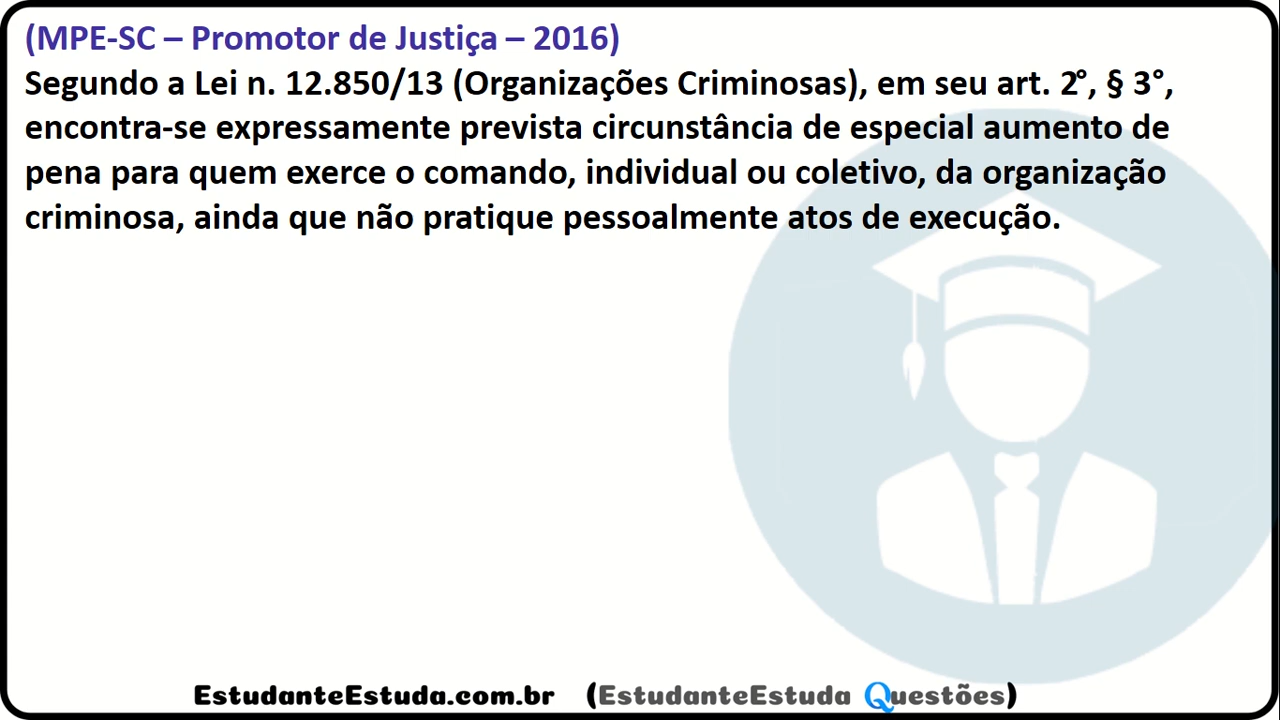 (MPE-SC – Promotor de Justiça – 2016)
Segundo a Lei n. 12.850/13 (Organizações Criminosas), em seu art. 2°, § 3°,
encontra-se expressamente prevista circunstância de especial aumento de
pena para quem exerce o comando, individual ou coletivo, da organização
criminosa, ainda que não pratique pessoalmente atos de execução.
EstudanteEstuda.com.br (EstudanteEstuda Questões)